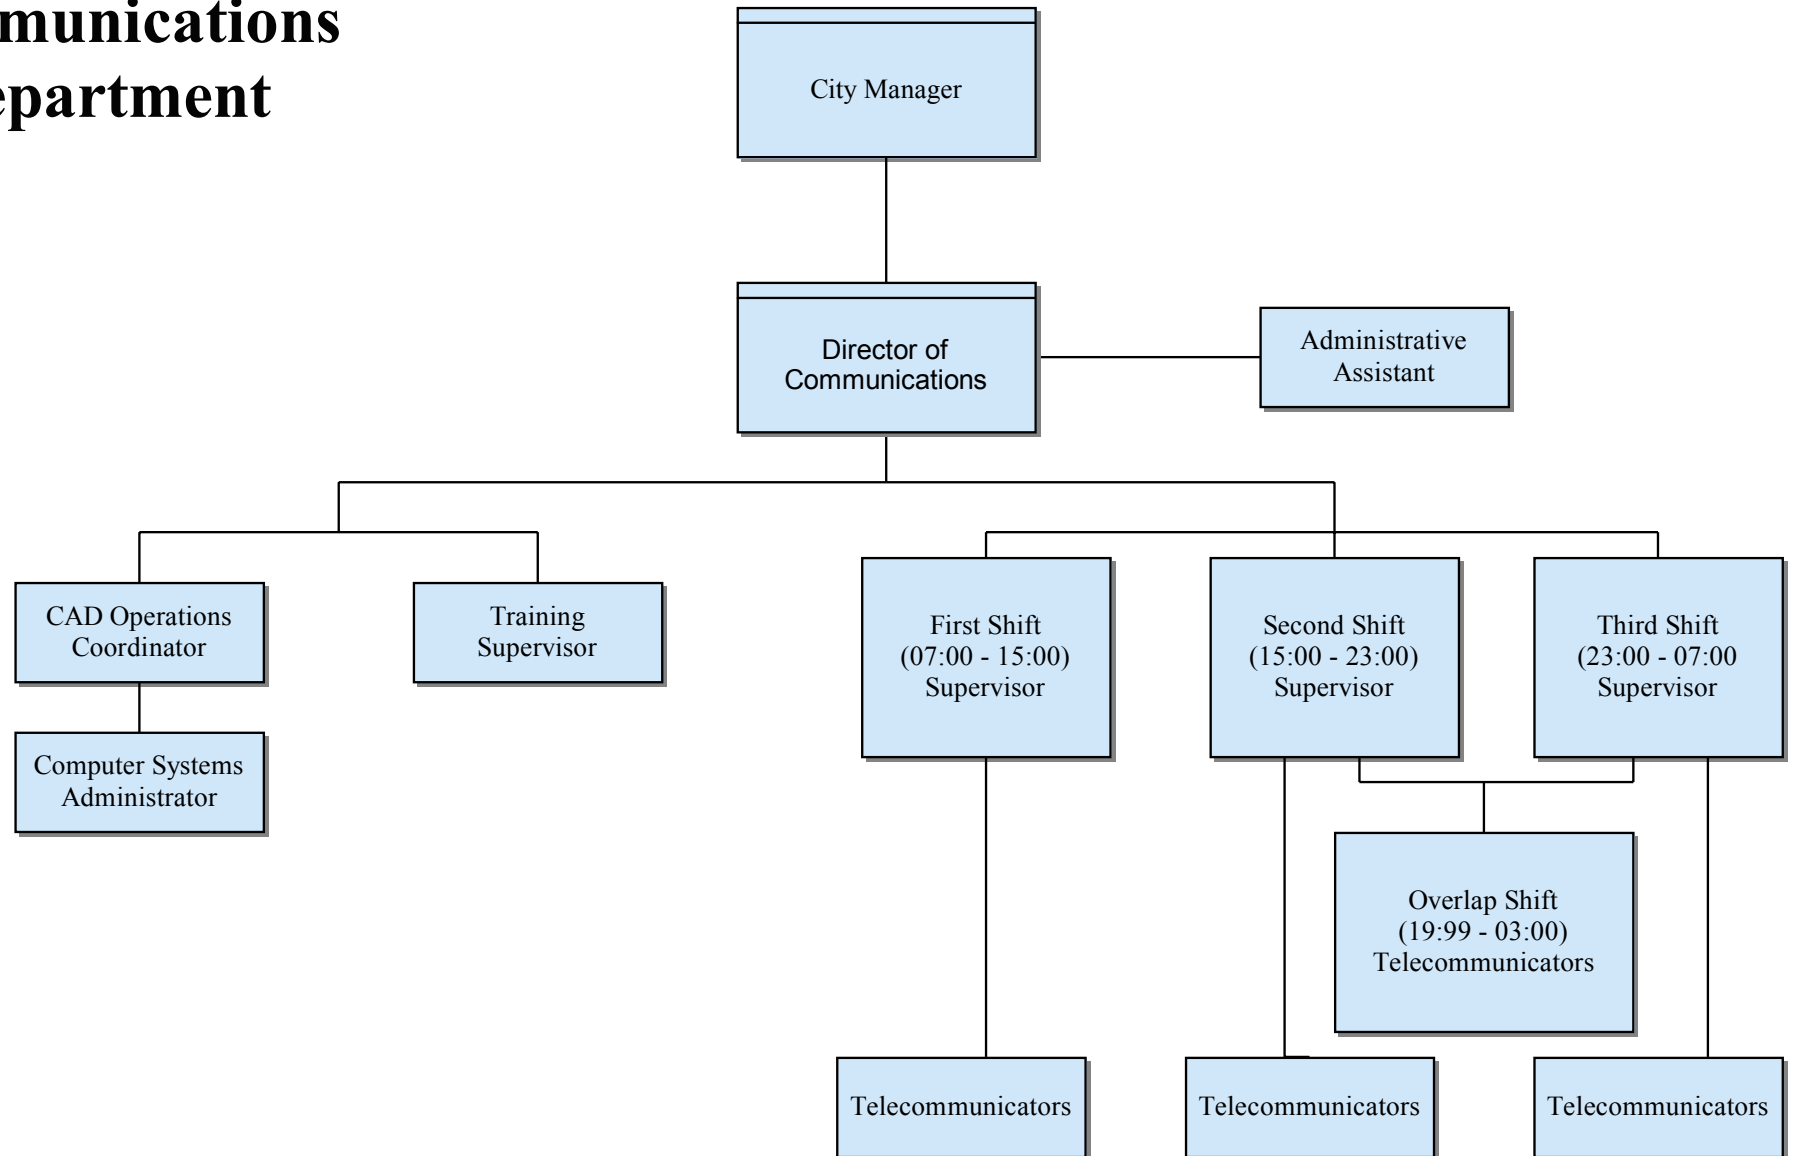 mmunications
epartment
City Manager
Director of
Communications
Administrative
Assistant
CAD Operations
Coordinator
Training
Supervisor
First Shift
(07:00 - 15:00)
Supervisor
Second Shift
(15:00 - 23:00)
Supervisor
Third Shift
(23:00 - 07:00
Supervisor
Computer Systems
Administrator
Overlap Shift
(19:99 - 03:00)
Telecommunicators
Telecommunicators
Telecommunicators
Telecommunicators